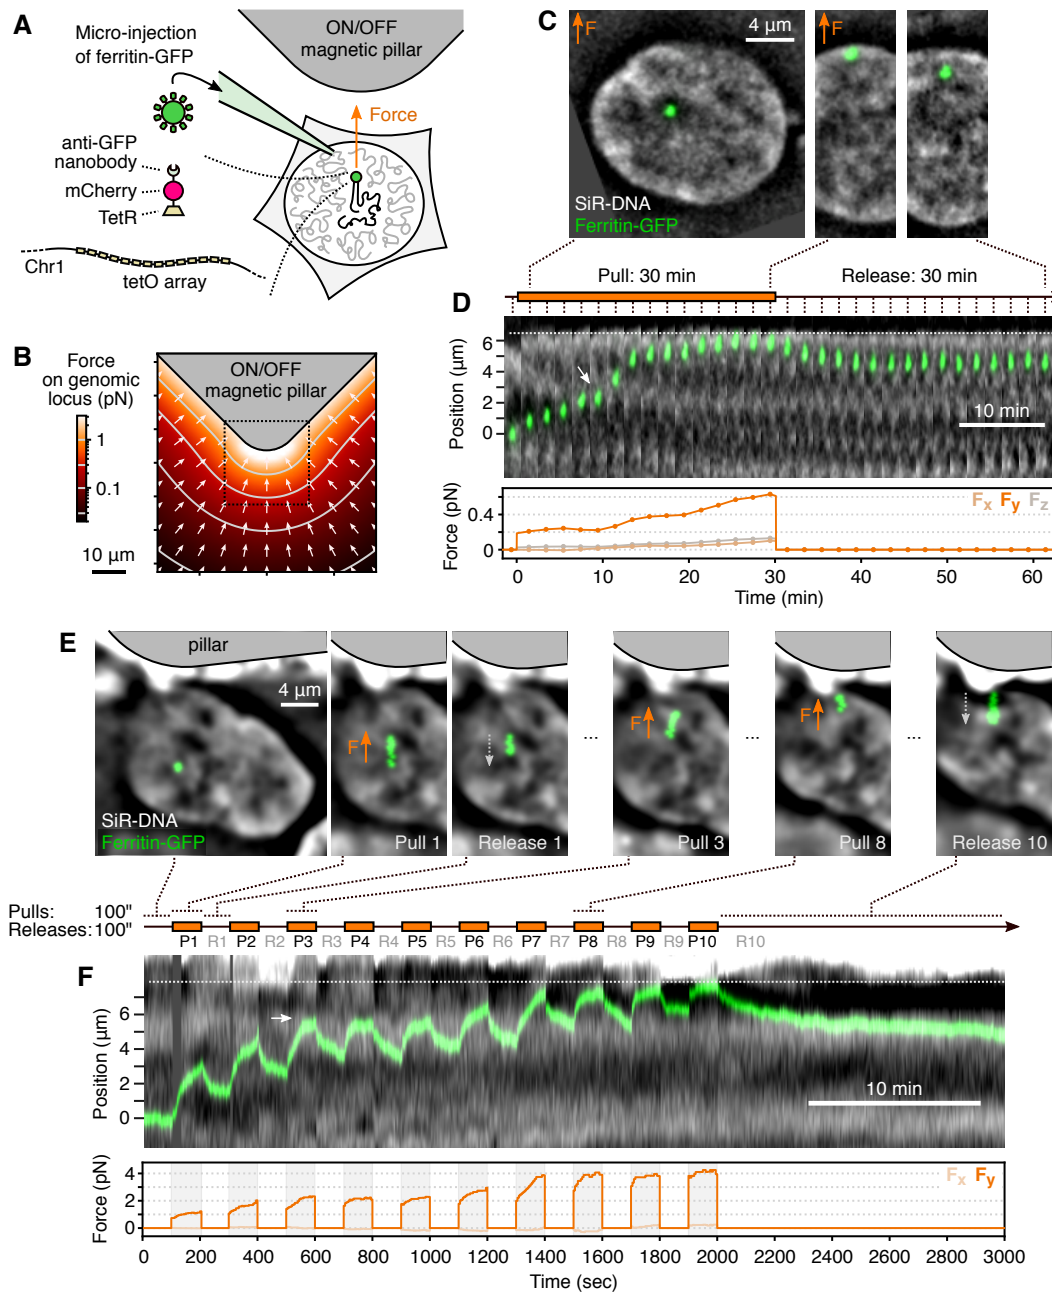 A
Micro-injection
of ferritin-GFP
ON/OFF
magnetic pillar
Force
anti-GFP
nanobody
mCherry
TetR
Chr1
tetO array
B
Force
on genomic
locus (pN)
1
0.1
10 µm
ON/OFF
magnetic pillar
C
F
4 µm
F
SiR-DNA
Ferritin-GFP
Pull: 30 min
Release: 30 min
D
Position (µm)
6
4
2
0
10 min
Force (pN)
0.4
0
Fx Fy Fz
0 10 20 30 40 50 60
Time (min)
E
pillar
4 µm
SiR-DNA
Ferritin-GFP
F
Pull 1
Release 1
...
F
Pull 3
...
F
Pull 8
...
Release 10
Pulls: 100"
Releases: 100"
P1 R1 P2 R2 P3 R3 P4 R4 P5 R5 P6 R6 P7 R7 P8 R8 P9 R9 P10 R10
F
Position (µm)
6
4
2
0
10 min
Force (pN)
4
2
0
Fx Fy
0 200 400 600 800 1000 1200 1400 1600 1800 2000 2200 2400 2600 2800 3000
Time (sec)